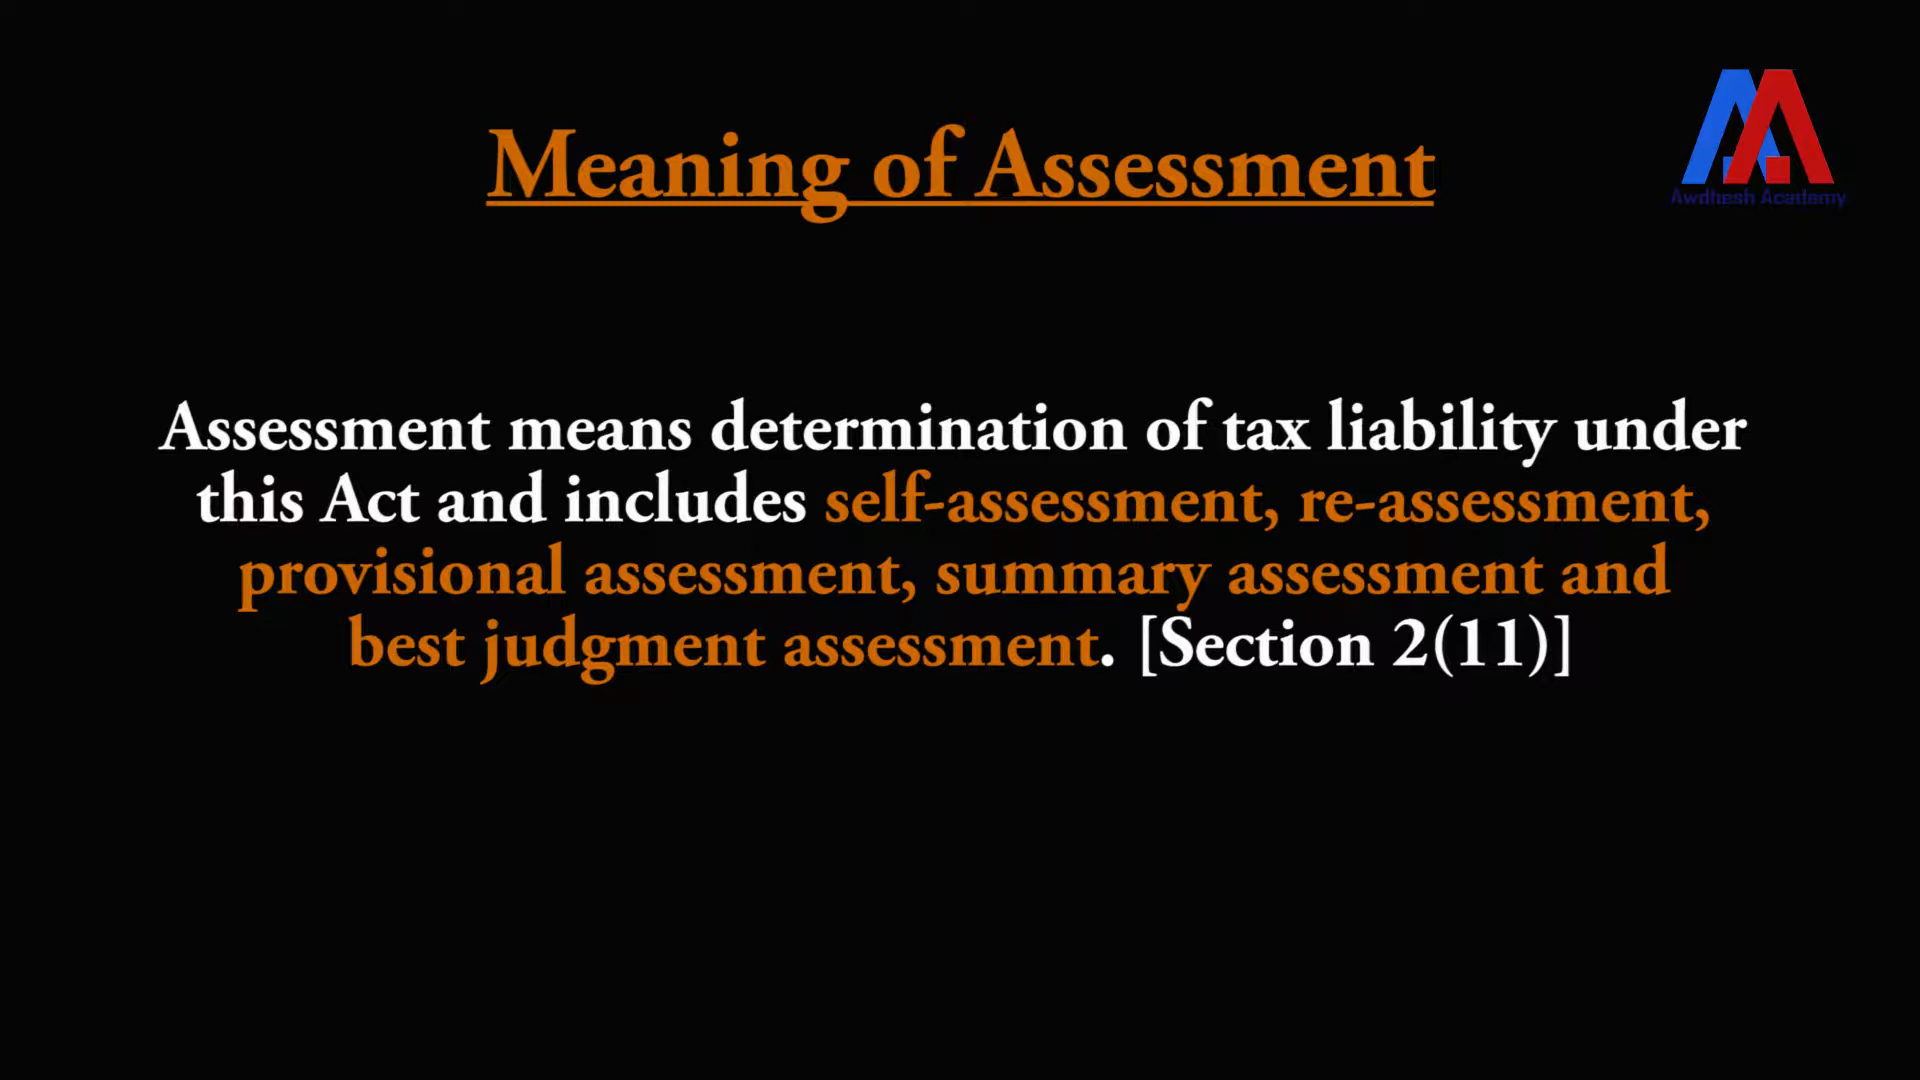 Meaning of Assessment
Awdhesh Academy
Assessment means determination of tax liability under
this Act and includes self-assessment, re-assessment,
provisional assessment, summary assessment and
best judgment assessment. [Section 2(11)]